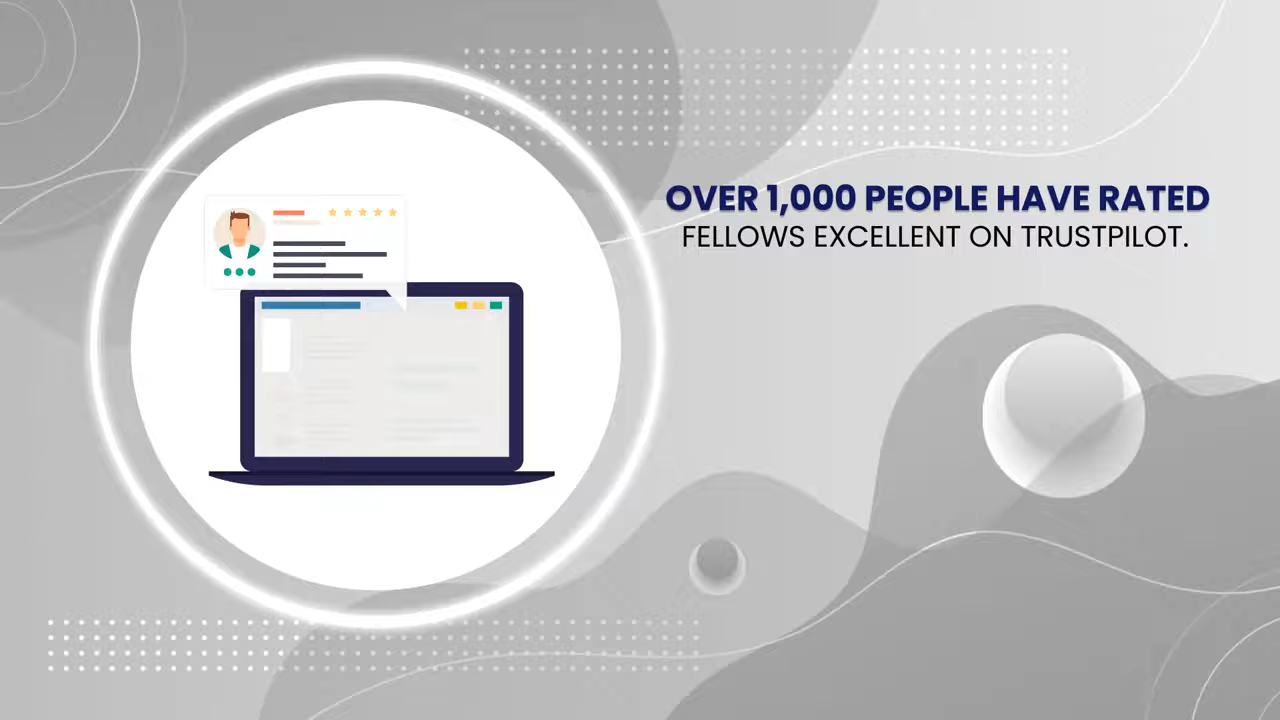 OVER 1,000 PEOPLE HAVE RATED
FELLOWS EXCELLENT ON TRUSTPILOT.